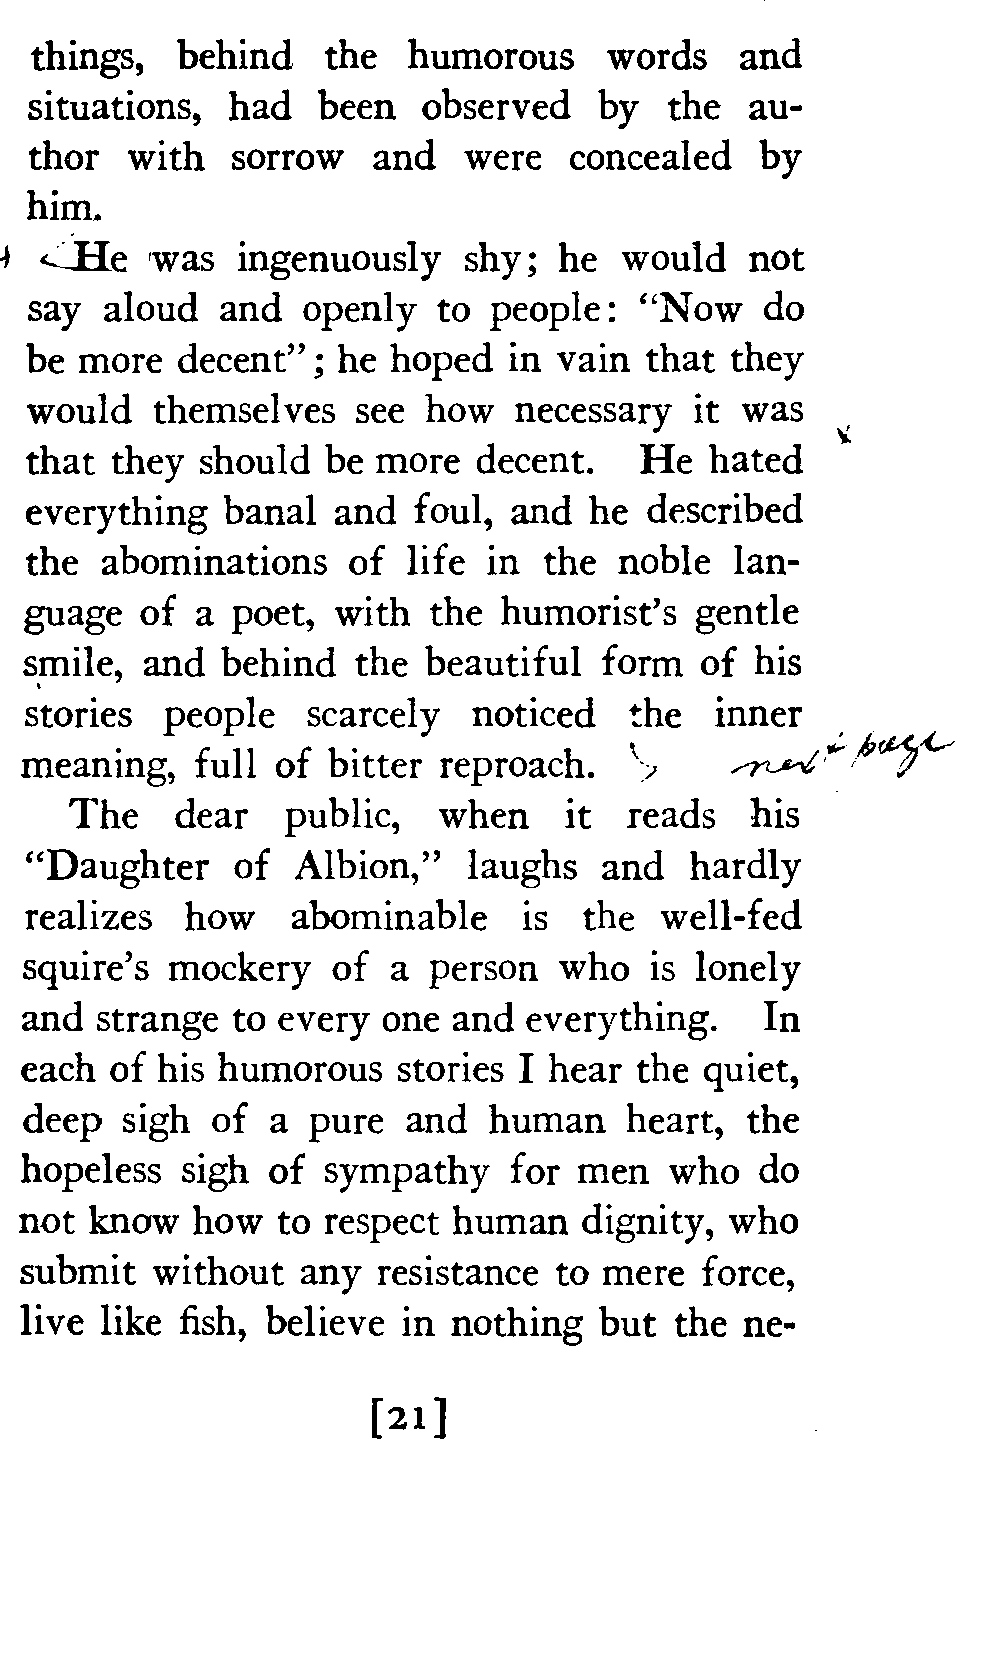 things, behind the humorous words and
situations, had been observed by the au-
thor with sorrow and were concealed by
him.
He was ingenuously shy; he would not
say aloud and openly to people: “Now do
be more decent”; he hoped in vain that they
would themselves see how necessary it was
that they should be more decent. He hated
everything banal and foul, and he described
the abominations of life in the noble lan-
guage of a poet, with the humorist’s gentle
smile, and behind the beautiful form of his
stories people scarcely noticed the inner
meaning, full of bitter reproach.
next page
The dear public, when it reads his
“Daughter of Albion,” laughs and hardly
realizes how abominable is the well-fed
squire’s mockery of a person who is lonely
and strange to every one and everything. In
each of his humorous stories I hear the quiet,
deep sigh of a pure and human heart, the
hopeless sigh of sympathy for men who do
not know how to respect human dignity, who
submit without any resistance to mere force,
live like fish, believe in nothing but the ne-
[21]